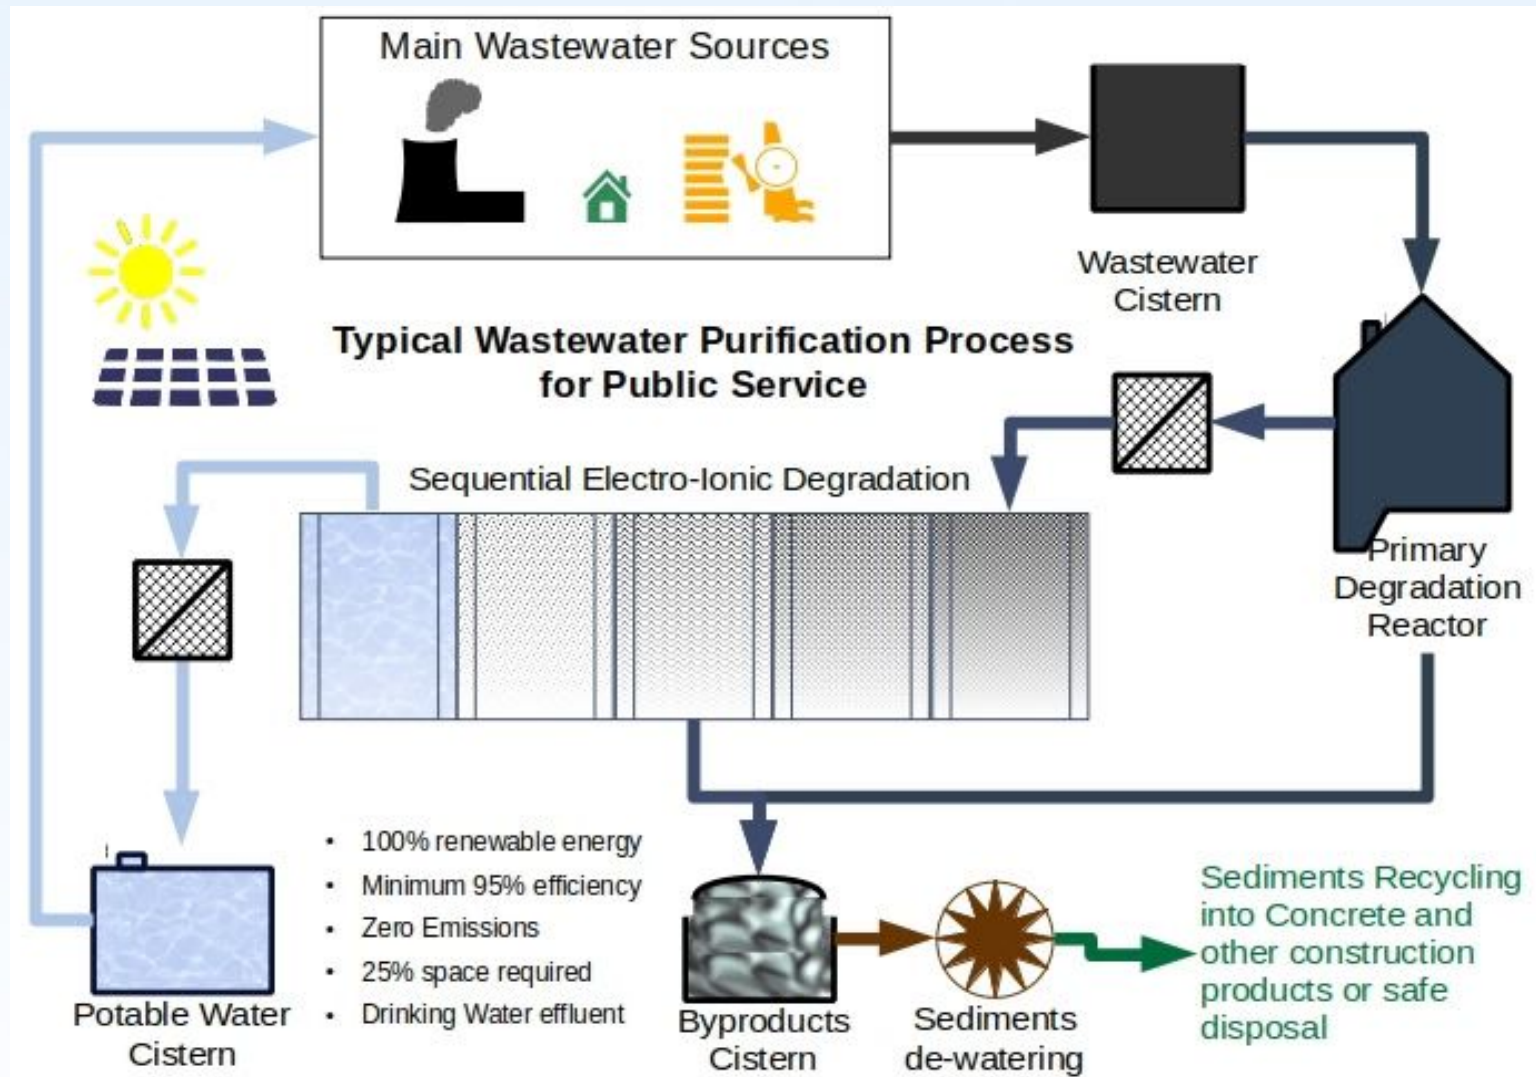 Main Wastewater Sources
Wastewater
Cistern
Typical Wastewater Purification Process
for Public Service
Sequential Electro-Ionic Degradation
Primary
Degradation
Reactor
• 100% renewable energy
• Minimum 95% efficiency
• Zero Emissions
• 25% space required
• Drinking Water effluent
Potable Water
Cistern
Byproducts
Cistern
Sediments
de-watering
Sediments Recycling
into Concrete and
other construction
products or safe
disposal